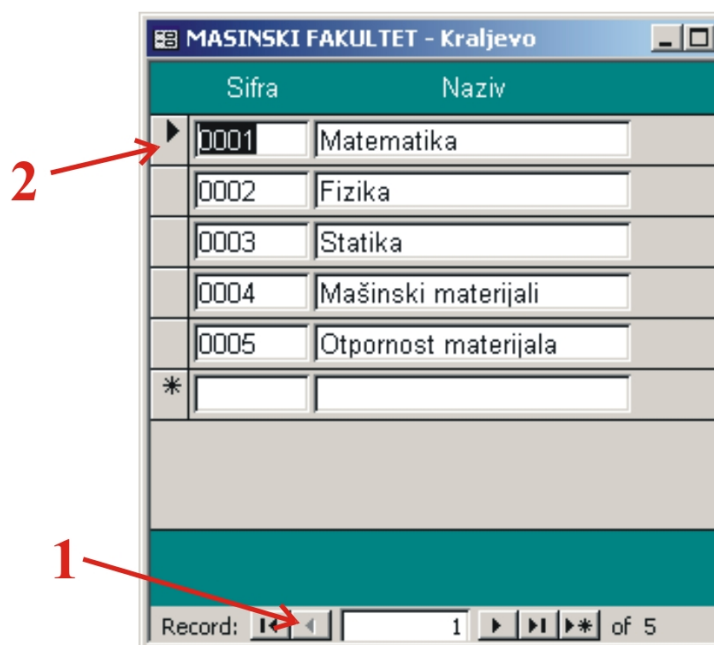 MASINSKI FAKULTET - Kraljevo
Sifra Naziv
2
0001 Matematika
0002 Fizika
0003 Statika
0004 Mašinski materijali
0005 Otpornost materijala
*
1
Record: 1 of 5